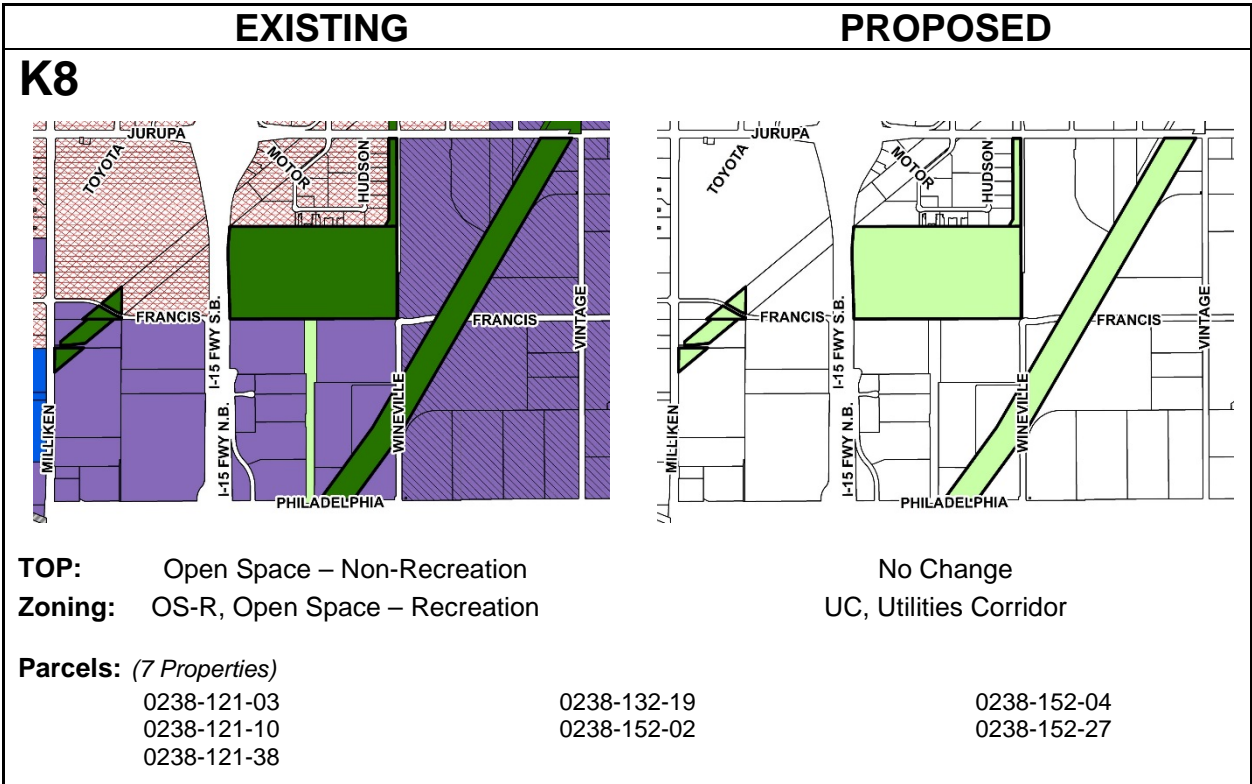 EXISTING PROPOSED
K8
JURUPA
TOYOTA
MOTOR
HUDSON
FRANCIS
I-15 FWY S.B.
FRANCIS
VINTAGE
MILLIKEN
I-15 FWY N.B.
WINEVILLE
PHILADELPHIA
JURUPA
TOYOTA
MOTOR
HUDSON
FRANCIS
I-15 FWY S.B.
FRANCIS
VINTAGE
MILLIKEN
I-15 FWY N.B.
WINEVILLE
PHILADELPHIA
TOP: Open Space – Non-Recreation No Change
Zoning: OS-R, Open Space – Recreation UC, Utilities Corridor
Parcels: (7 Properties)
0238-121-03 0238-132-19 0238-152-04
0238-121-10 0238-152-02 0238-152-27
0238-121-38